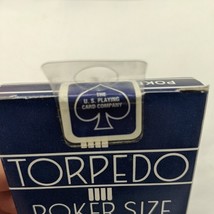 POK
THE
U.S. PLAYING
CARD COMPANY
TORPEDO
POKER SIZE